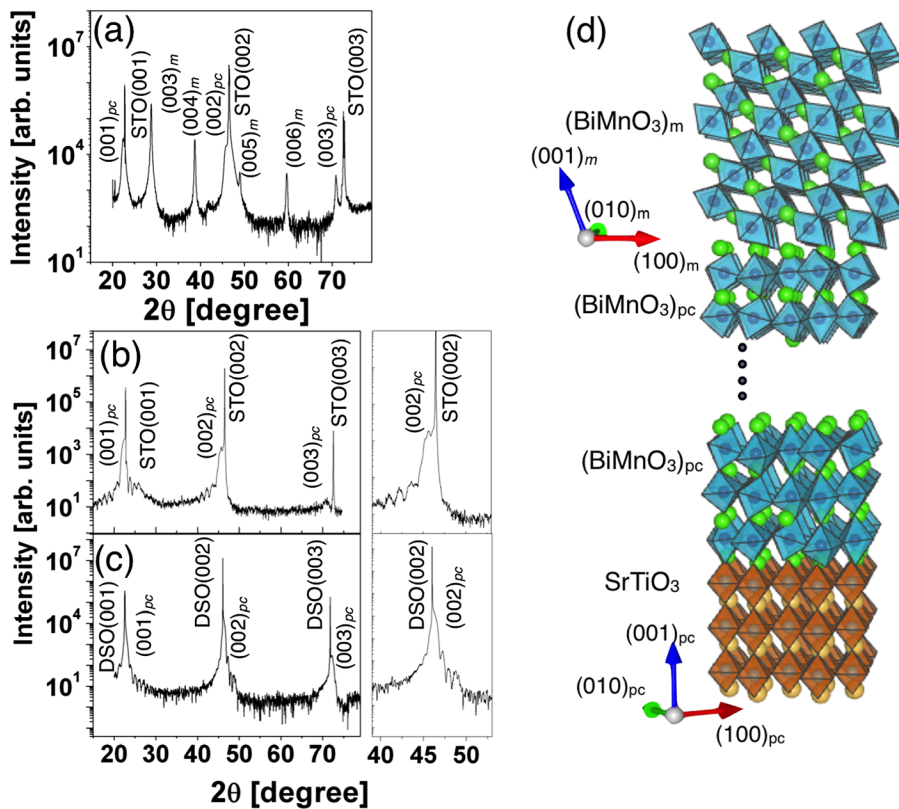 (a)
Intensity [arb. units]
10^7
10^4
10^1
(001)pc
STO(001)
(003)m
(004)m
(002)pc
STO(002)
(005)m
(006)m
(003)pc
STO(003)
20 30 40 50 60 70
2θ [degree]
(b)
Intensity [arb. units]
10^7
10^5
10^3
10^1
(001)pc
STO(001)
(002)pc
STO(002)
(003)pc
STO(003)
(002)pc
STO(002)
(c)
10^7
10^4
10^1
DSO(001)
(001)pc
DSO(002)
(002)pc
DSO(003)
(003)pc
DSO(002)
(002)pc
20 30 40 50 60 70
40 45 50
2θ [degree]
(d)
(BiMnO3)m
(001)m
(010)m
(100)m
(BiMnO3)pc
(BiMnO3)pc
SrTiO3
(001)pc
(010)pc
(100)pc